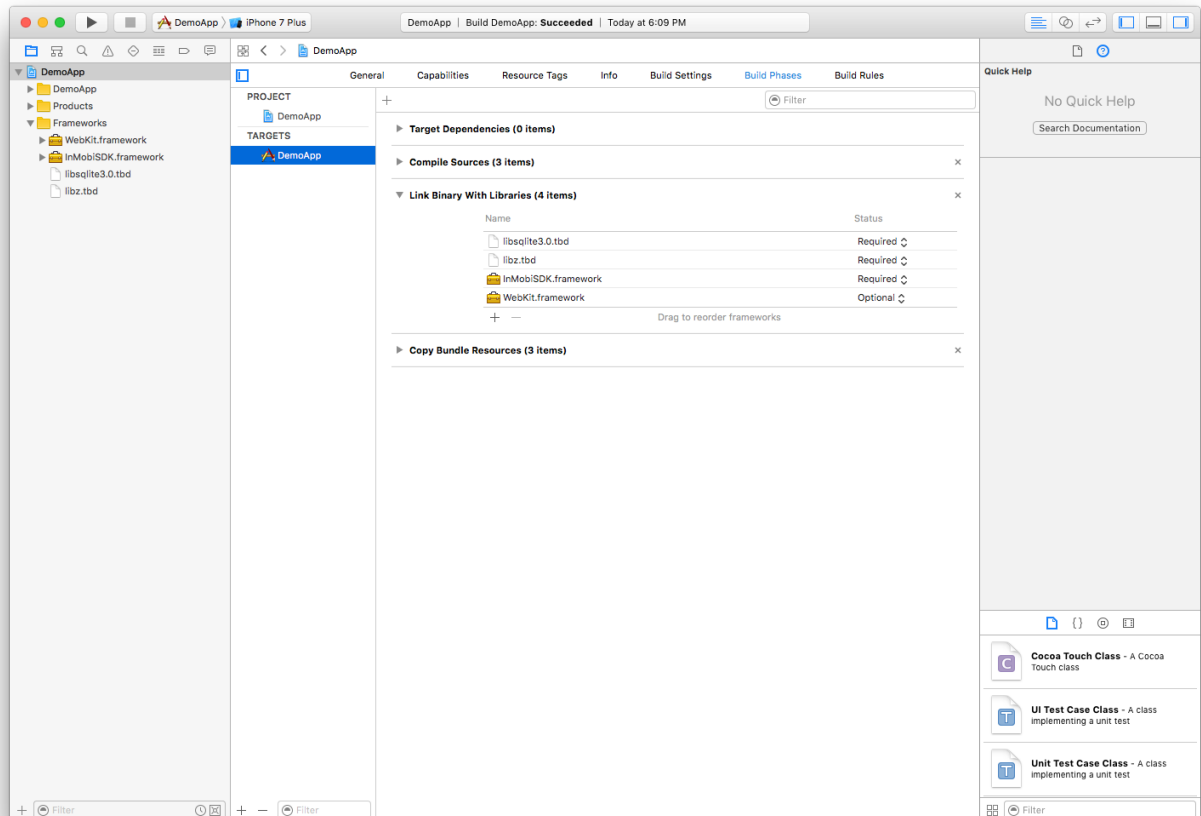 DemoApp
iPhone 7 Plus
DemoApp | Build DemoApp: Succeeded | Today at 6:09 PM
DemoApp
DemoApp
DemoApp
Products
Frameworks
WebKit.framework
InMobiSDK.framework
libsqlite3.0.tbd
libz.tbd
Filter
General Capabilities Resource Tags Info Build Settings Build Phases Build Rules
PROJECT
DemoApp
TARGETS
DemoApp
Filter
Filter
Target Dependencies (0 items)
Compile Sources (3 items)
Link Binary With Libraries (4 items)
Name Status
libsqlite3.0.tbd Required
libz.tbd Required
InMobiSDK.framework Required
WebKit.framework Optional
Drag to reorder frameworks
Copy Bundle Resources (3 items)
Quick Help
No Quick Help
Search Documentation
C
Cocoa Touch Class - A Cocoa
Touch class
T
UI Test Case Class - A class
implementing a unit test
T
Unit Test Case Class - A class
implementing a unit test
Filter